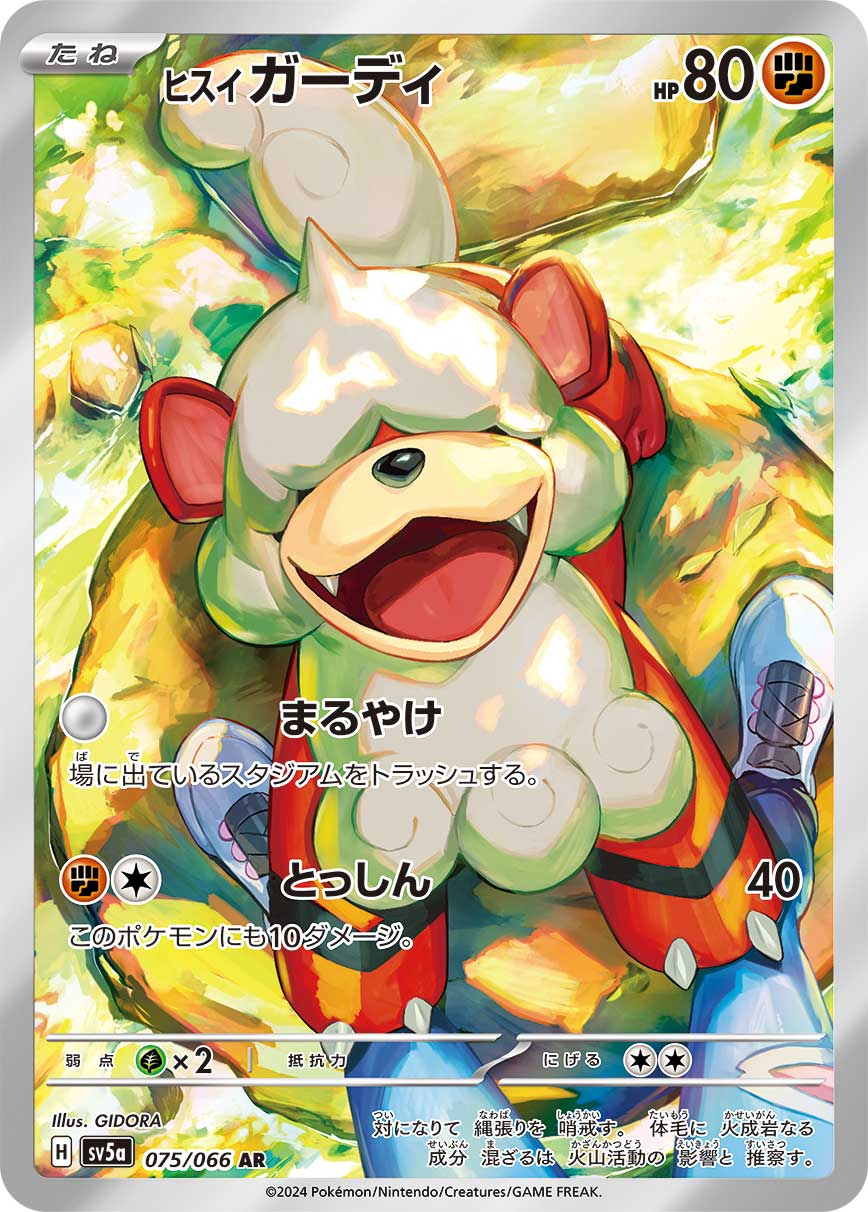 たね
ヒスイ ガーディ HP 80
まるやけ
場に出ているスタジアムをトラッシュする。
とっしん 40
このポケモンにも10ダメージ。
弱点 ×2 抵抗力 にげる
Illus. GIDORA
H sv5a 075/066 AR
対になりて 縄張りを 哨戒す。 体毛に 火成岩なる
成分 混ざるは 火山活動の 影響と 推察す。
©2024 Pokémon/Nintendo/Creatures/GAME FREAK.